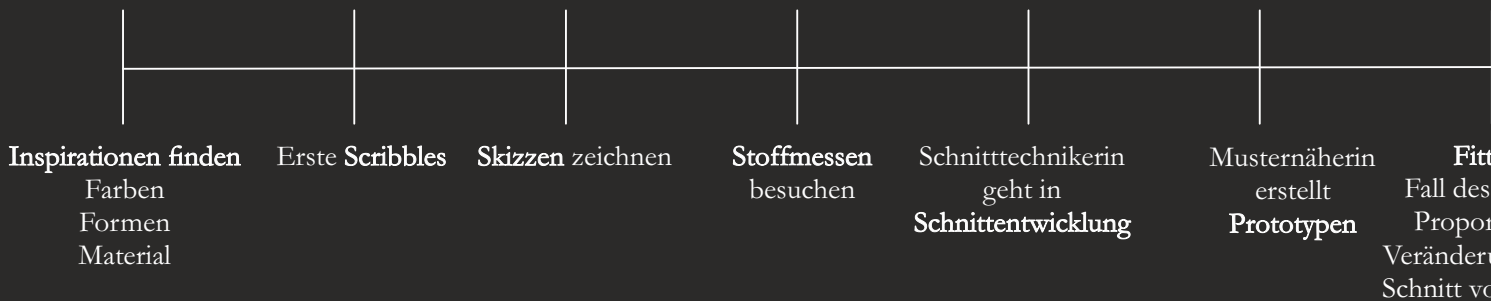 Inspirationen finden
Farben
Formen
Material
Erste Scribbles
Skizzen zeichnen
Stoffmessen
besuchen
Schnitttechnikerin
geht in
Schnittentwicklung
Musternäherin
erstellt
Prototypen
Fall des
Schnitt